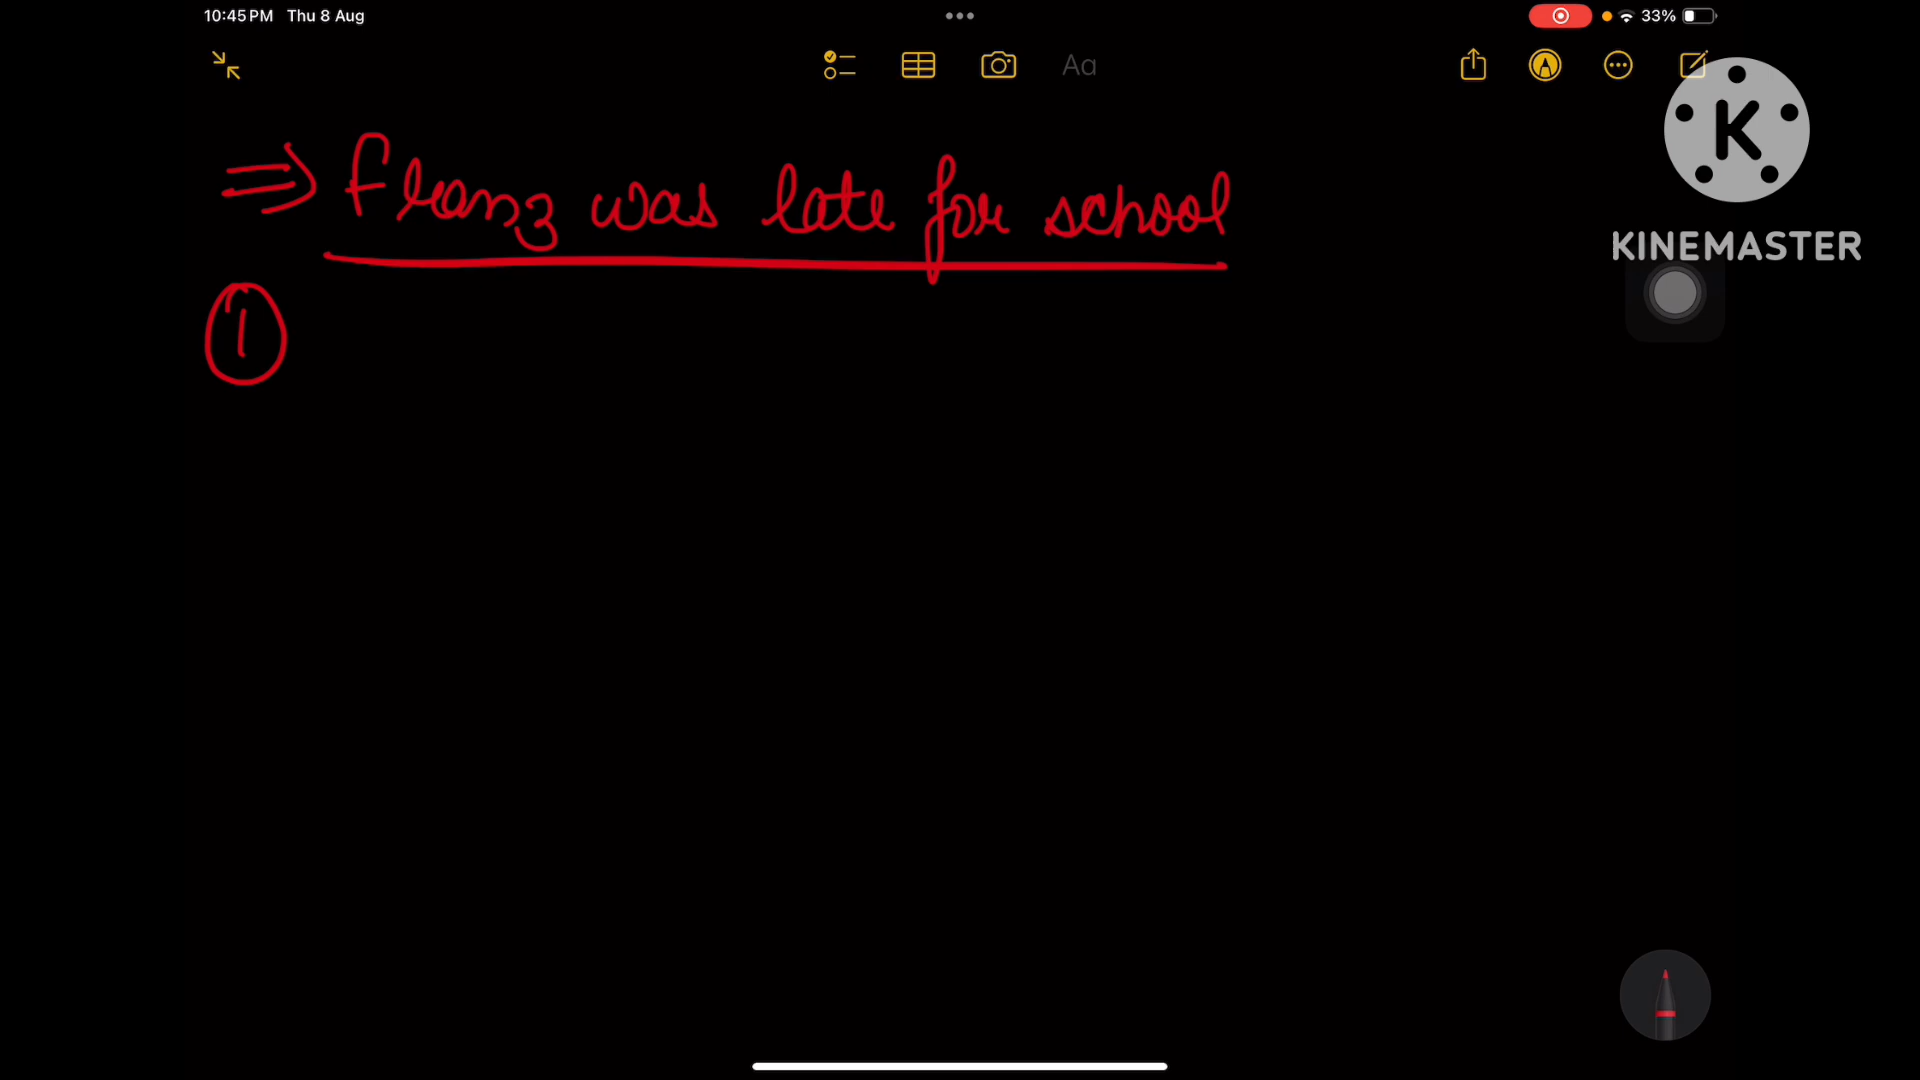 10:45 PM Thu 8 Aug
33%
Aa
K
KINEMASTER
⇒ Franz was late for school
①